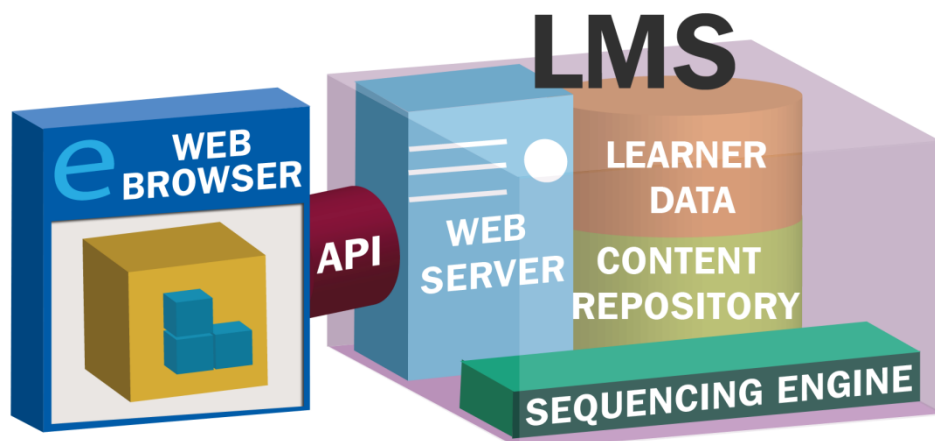 LMS
e WEB
BROWSER
API
WEB
SERVER
LEARNER
DATA
CONTENT
REPOSITORY
SEQUENCING ENGINE